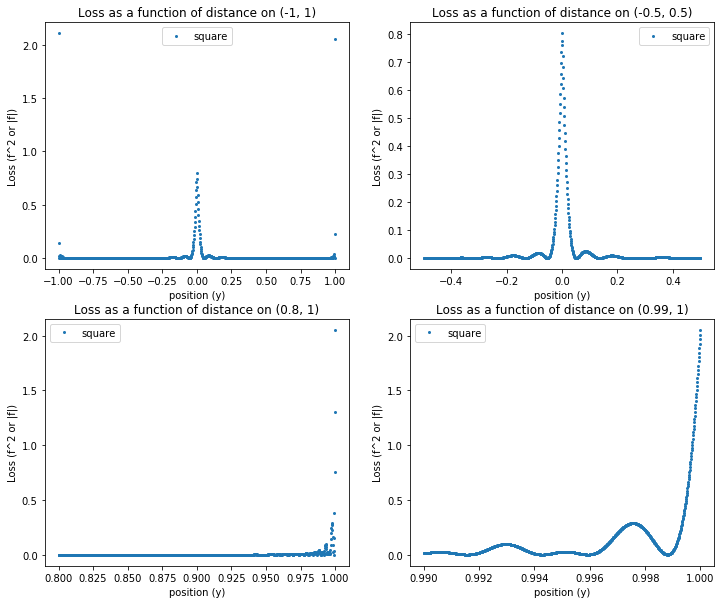 Loss as a function of distance on (-1, 1)
square
Loss (f^2 or |f|)
2.0
1.5
1.0
0.5
0.0
−1.00 −0.75 −0.50 −0.25 0.00 0.25 0.50 0.75 1.00
position (y)
Loss as a function of distance on (-0.5, 0.5)
square
Loss (f^2 or |f|)
0.8
0.7
0.6
0.5
0.4
0.3
0.2
0.1
0.0
−0.4 −0.2 0.0 0.2 0.4
position (y)
Loss as a function of distance on (0.8, 1)
square
Loss (f^2 or |f|)
2.0
1.5
1.0
0.5
0.0
0.800 0.825 0.850 0.875 0.900 0.925 0.950 0.975 1.000
position (y)
Loss as a function of distance on (0.99, 1)
square
Loss (f^2 or |f|)
2.0
1.5
1.0
0.5
0.0
0.990 0.992 0.994 0.996 0.998 1.000
position (y)